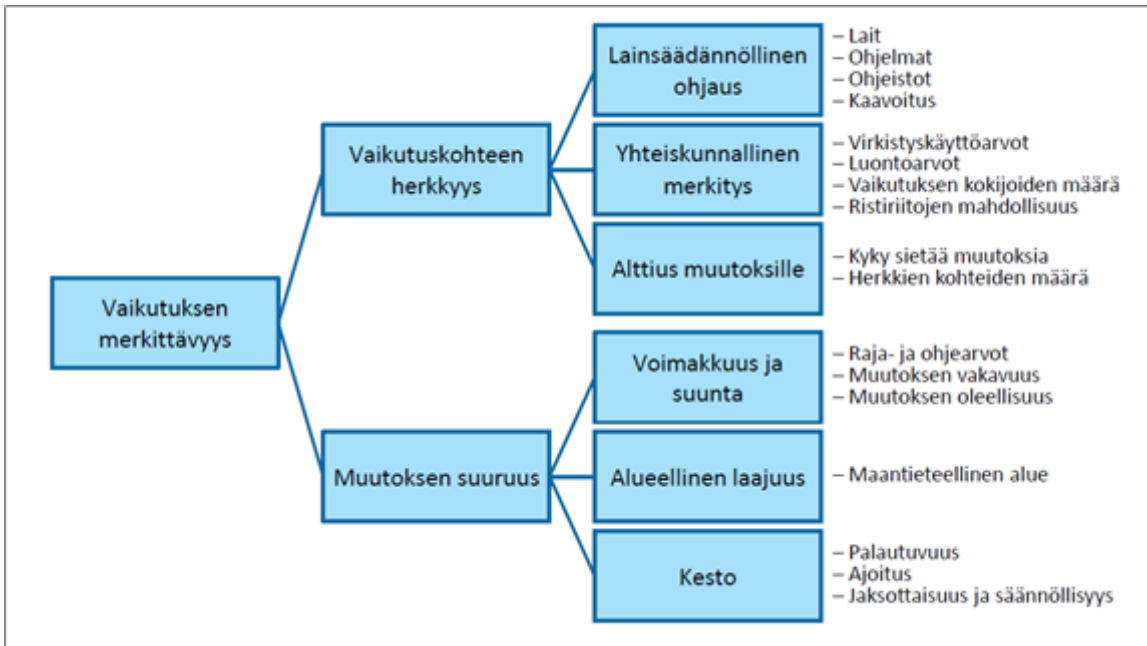 Vaikutuksen
merkittävyys
Vaikutuskohteen
herkkyys
Lainsäädännöllinen
ohjaus
– Lait
– Ohjelmat
– Ohjeistot
– Kaavoitus
Yhteiskunnallinen
merkitys
– Virkistyskäyttöarvot
– Luontoarvot
– Vaikutuksen kokijoiden määrä
– Ristiriitojen mahdollisuus
Alttius muutoksille
– Kyky sietää muutoksia
– Herkkien kohteiden määrä
Muutoksen suuruus
Voimakkuus ja
suunta
– Raja- ja ohjearvot
– Muutoksen vakavuus
– Muutoksen oleellisuus
Alueellinen laajuus
– Maantieteellinen alue
Kesto
– Palautuvuus
– Ajoitus
– Jaksottaisuus ja säännöllisyys